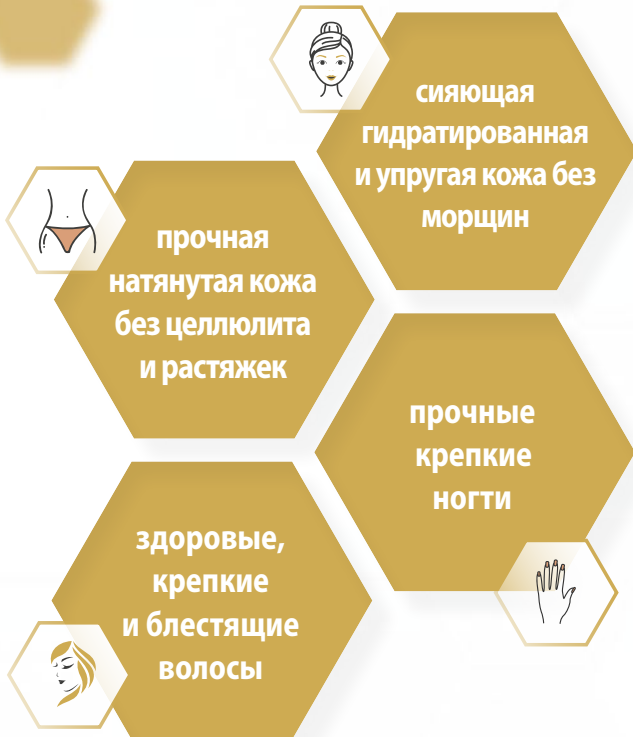 сияющая
гидратированная
и упругая кожа без
морщин
прочная
натянутая кожа
без целлюлита
и растяжек
прочные
крепкие
ногти
здоровые,
крепкие
и блестящие
волосы